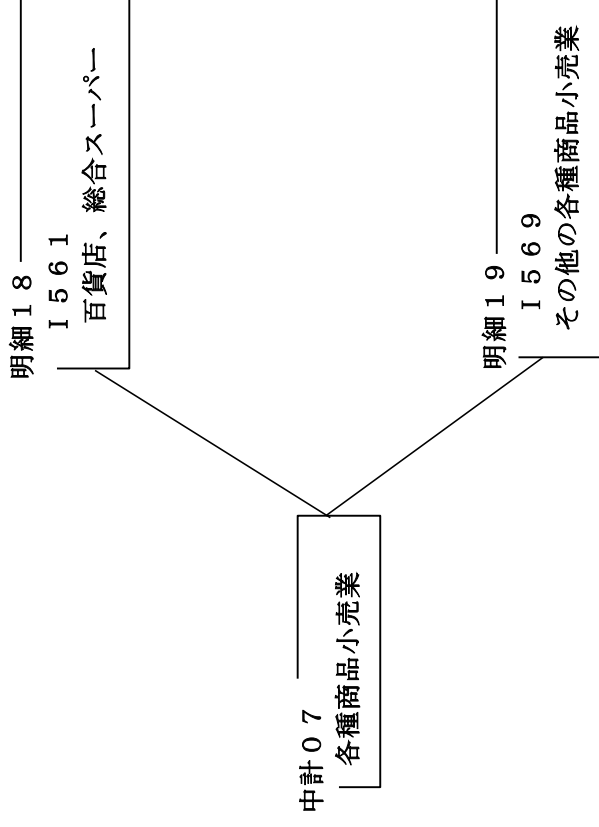 明細１８
Ｉ５６１
百貨店、総合スーパー
明細１９
Ｉ５６９
その他の各種商品小売業
中計０７
各種商品小売業